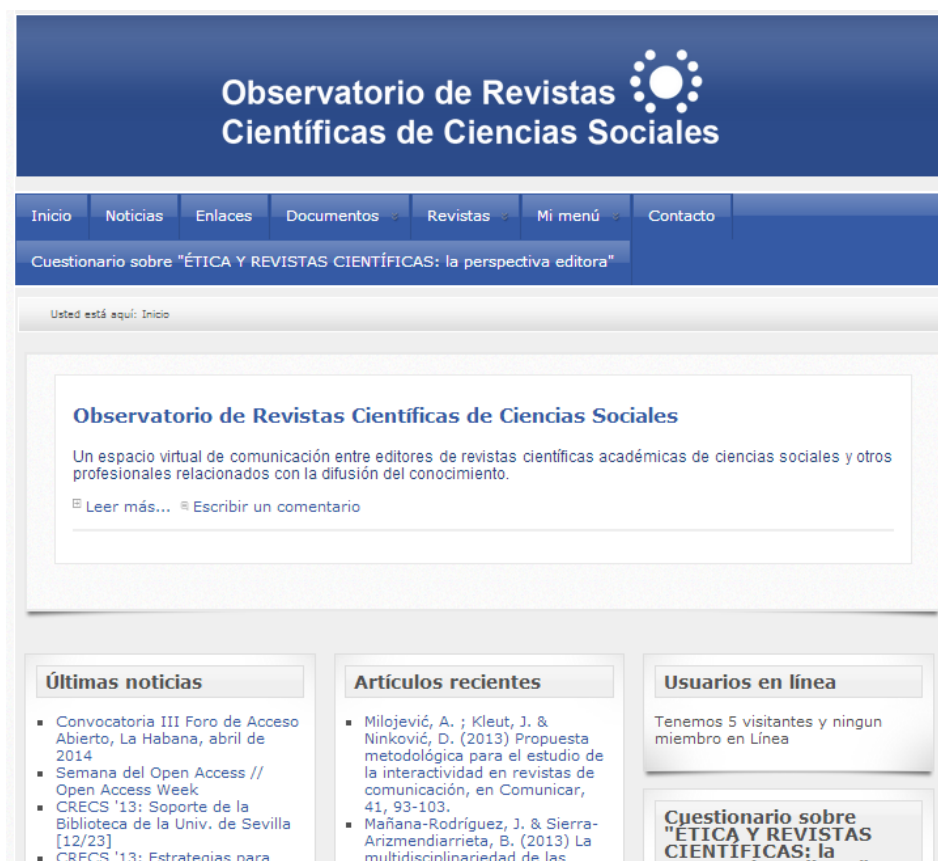 Observatorio de Revistas
Científicas de Ciencias Sociales
Inicio Noticias Enlaces Documentos Revistas Mi menú Contacto
Cuestionario sobre "ÉTICA Y REVISTAS CIENTÍFICAS: la perspectiva editora"
Usted está aquí: Inicio
Observatorio de Revistas Científicas de Ciencias Sociales
Un espacio virtual de comunicación entre editores de revistas científicas académicas de ciencias sociales y otros
profesionales relacionados con la difusión del conocimiento.
Leer más... Escribir un comentario
Últimas noticias
Convocatoria III Foro de Acceso
Abierto, La Habana, abril de
2014
Semana del Open Access //
Open Access Week
CRECS '13: Soporte de la
Biblioteca de la Univ. de Sevilla
[12/23]
CRECS '13: Estrategias para
Artículos recientes
Milojević, A. ; Kleut, J. &
Ninković, D. (2013) Propuesta
metodológica para el estudio de
la interactividad en revistas de
comunicación, en Comunicar,
41, 93-103.
Mañana-Rodríguez, J. & Sierra-
Arizmendiarrieta, B. (2013) La
multidisciplinariedad de las
Usuarios en línea
Tenemos 5 visitantes y ningun
miembro en Línea
Cuestionario sobre
"ÉTICA Y REVISTAS
CIENTÍFICAS: la